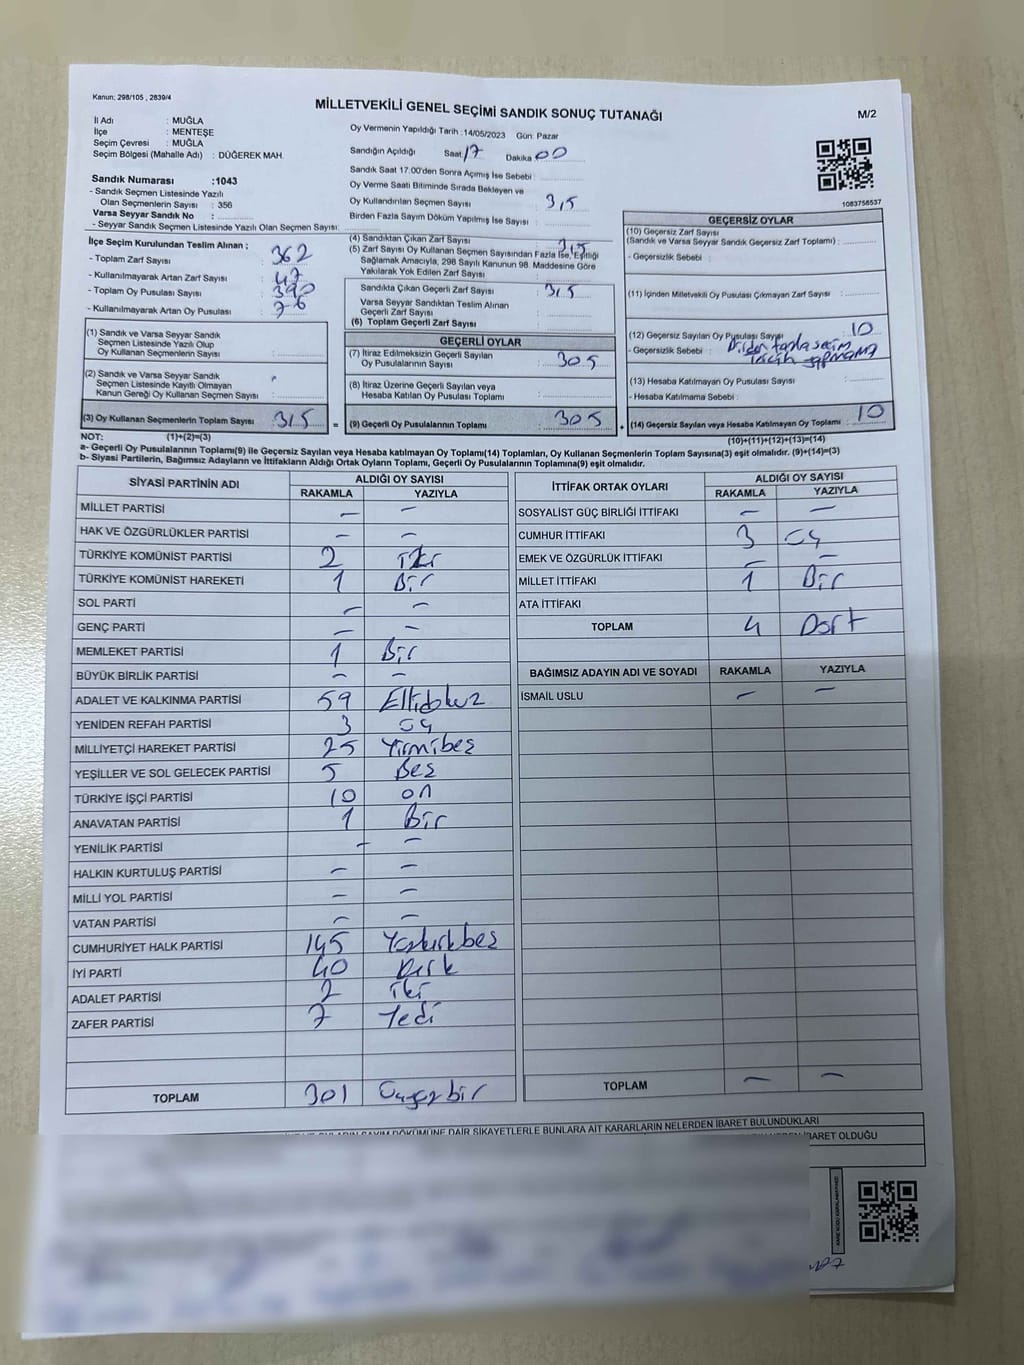 Kanun; 298/105 , 2839/4
MİLLETVEKİLİ GENEL SEÇİMİ SANDIK SONUÇ TUTANAĞI
M/2
İl Adı : MUĞLA
İlçe : MENTEŞE
Seçim Çevresi : MUĞLA
Seçim Bölgesi (Mahalle Adı) : DÜĞEREK MAH.
Sandık Numarası :1043
- Sandık Seçmen Listesinde Yazılı
Olan Seçmenlerin Sayısı : 356
Varsa Seyyar Sandık No :
- Seyyar Sandık Seçmen Listesinde Yazılı Olan Seçmen Sayısı:
Oy Vermenin Yapıldığı Tarih :14/05/2023 Gün: Pazar
Sandığın Açıldığı Saat 17 Dakika 00
Sandık Saat 17.00'den Sonra Açımış İse Sebebi :
Oy Verme Saati Bitiminde Sırada Bekleyen ve
Oy Kullandırılan Seçmen Sayısı : 315
Birden Fazla Sayım Döküm Yapılmış İse Sayısı :
1083758537
İlçe Seçim Kurulundan Teslim Alınan ;
- Toplam Zarf Sayısı : 362
- Kullanılmayarak Artan Zarf Sayısı : 47
- Toplam Oy Pusulası Sayısı : 390
- Kullanılmayarak Artan Oy Pusulası : 76
(1) Sandık ve Varsa Seyyar Sandık
Seçmen Listesinde Yazılı Olup
Oy Kullanan Seçmenlerin Sayısı :
(2) Sandık ve Varsa Seyyar Sandık
Seçmen Listesinde Kayıtlı Olmayan
Kanun Gereği Oy Kullanan Seçmen Sayısı :
(3) Oy Kullanan Seçmenlerin Toplam Sayısı : 315
=
(4) Sandıktan Çıkan Zarf Sayısı : 315
(5) Zarf Sayısı Oy Kullanan Seçmen Sayısından Fazla İse, Eşitliği
Sağlamak Amacıyla, 298 Sayılı Kanunun 98. Maddesine Göre
Yakılarak Yok Edilen Zarf Sayısı :
Sandıkta Çıkan Geçerli Zarf Sayısı : 315
Varsa Seyyar Sandıktan Teslim Alınan
Geçerli Zarf Sayısı :
(6) Toplam Geçerli Zarf Sayısı :
GEÇERLİ OYLAR
(7) İtiraz Edilmeksizin Geçerli Sayılan
Oy Pusulalarının Sayısı : 305
(8) İtiraz Üzerine Geçerli Sayılan veya
Hesaba Katılan Oy Pusulası Toplamı :
(9) Geçerli Oy Pusulalarının Toplamı : 305
+
GEÇERSİZ OYLAR
(10) Geçersiz Zarf Sayısı
(Sandık ve Varsa Seyyar Sandık Geçersiz Zarf Toplamı) :
- Geçersizlik Sebebi :
(11) İçinden Milletvekili Oy Pusulası Çıkmayan Zarf Sayısı :
(12) Geçersiz Sayılan Oy Pusulası Sayısı : 10
- Geçersizlik Sebebi : Birden fazla seçim
tercih yapmama
(13) Hesaba Katılmayan Oy Pusulası Sayısı :
- Hesaba Katılmama Sebebi :
(14) Geçersiz Sayılan veya Hesaba Katılmayan Oy Toplamı : 10
NOT: (1)+(2)=(3)
(10)+(11)+(12)+(13)=(14)
a- Geçerli Oy Pusulalarının Toplamı(9) ile Geçersiz Sayılan veya Hesaba katılmayan Oy Toplamı(14) Toplamları, Oy Kullanan Seçmenlerin Toplam Sayısına(3) eşit olmalıdır. (9)+(14)=(3)
b- Siyasi Partilerin, Bağımsız Adayların ve İttifakların Aldığı Ortak Oyların Toplamı, Geçerli Oy Pusulalarının Toplamına(9) eşit olmalıdır.
SİYASİ PARTİNİN ADI ALDIĞI OY SAYISI
RAKAMLA YAZIYLA
MİLLET PARTİSİ — —
HAK VE ÖZGÜRLÜKLER PARTİSİ — —
TÜRKİYE KOMÜNİST PARTİSİ 2 iki
TÜRKİYE KOMÜNİST HAREKETİ 1 Bir
SOL PARTİ — —
GENÇ PARTİ — —
MEMLEKET PARTİSİ 1 Bir
BÜYÜK BİRLİK PARTİSİ — —
ADALET VE KALKINMA PARTİSİ 59 Ellidokuz
YENİDEN REFAH PARTİSİ 3 Üç
MİLLİYETÇİ HAREKET PARTİSİ 25 Yirmibeş
YEŞİLLER VE SOL GELECEK PARTİSİ 5 Beş
TÜRKİYE İŞÇİ PARTİSİ 10 on
ANAVATAN PARTİSİ 1 Bir
YENİLİK PARTİSİ — —
HALKIN KURTULUŞ PARTİSİ — —
MİLLİ YOL PARTİSİ — —
VATAN PARTİSİ — —
CUMHURİYET HALK PARTİSİ 145 Yüzkırkbeş
İYİ PARTİ 40 Kırk
ADALET PARTİSİ 2 iki
ZAFER PARTİSİ 7 Yedi
TOPLAM 301 Üçyüzbir
İTTİFAK ORTAK OYLARI ALDIĞI OY SAYISI
RAKAMLA YAZIYLA
SOSYALIST GÜÇ BİRLİĞİ İTTİFAKI — —
CUMHUR İTTİFAKI 3 Üç
EMEK VE ÖZGÜRLÜK İTTİFAKI — —
MİLLET İTTİFAKI 1 Bir
ATA İTTİFAKI
TOPLAM 4 Dört
BAĞIMSIZ ADAYIN ADI VE SOYADI RAKAMLA YAZIYLA
İSMAİL USLU — —
TOPLAM — —
DÖKÜMÜNE DAİR ŞİKAYETLERLE BUNLARA AİT KARARLARIN NELERDEN İBARET BULUNDUKLARI
İBARET OLDUĞU